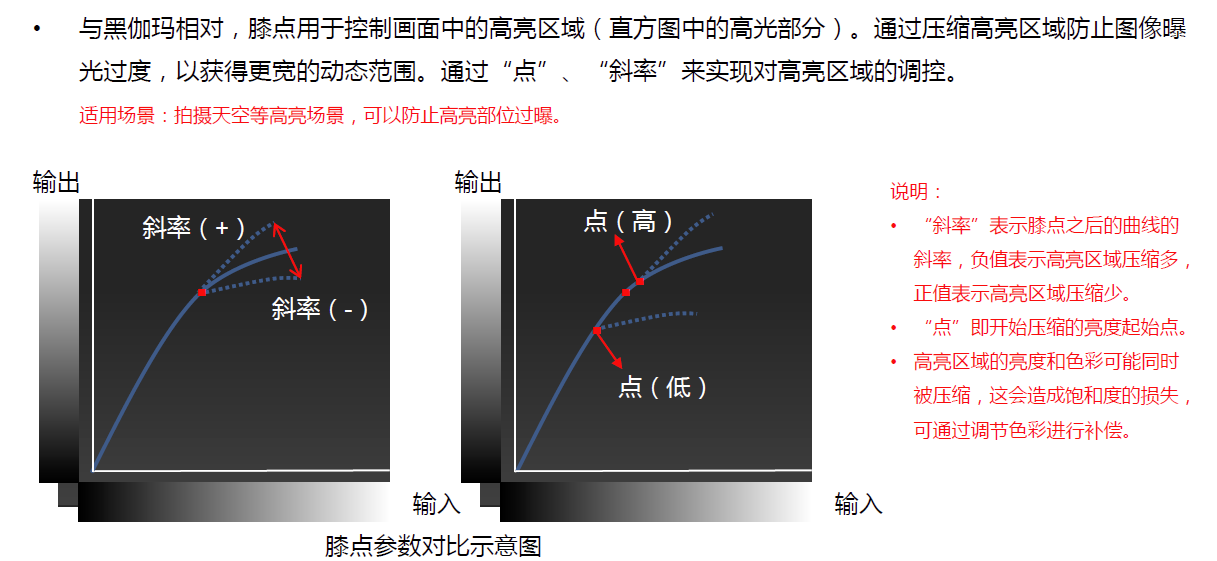 • 与黑伽玛相对，膝点用于控制画面中的高亮区域（直方图中的高光部分）。通过压缩高亮区域防止图像曝
光过度，以获得更宽的动态范围。通过“点”、“斜率”来实现对高亮区域的调控。
适用场景：拍摄天空等高亮场景，可以防止高亮部位过曝。
输出
斜率（+）
斜率（-）
输入
输出
点（高）
点（低）
输入
膝点参数对比示意图
说明：
• “斜率”表示膝点之后的曲线的
斜率，负值表示高亮区域压缩多，
正值表示高亮区域压缩少。
• “点”即开始压缩的亮度起始点。
• 高亮区域的亮度和色彩可能同时
被压缩，这会造成饱和度的损失，
可通过调节色彩进行补偿。